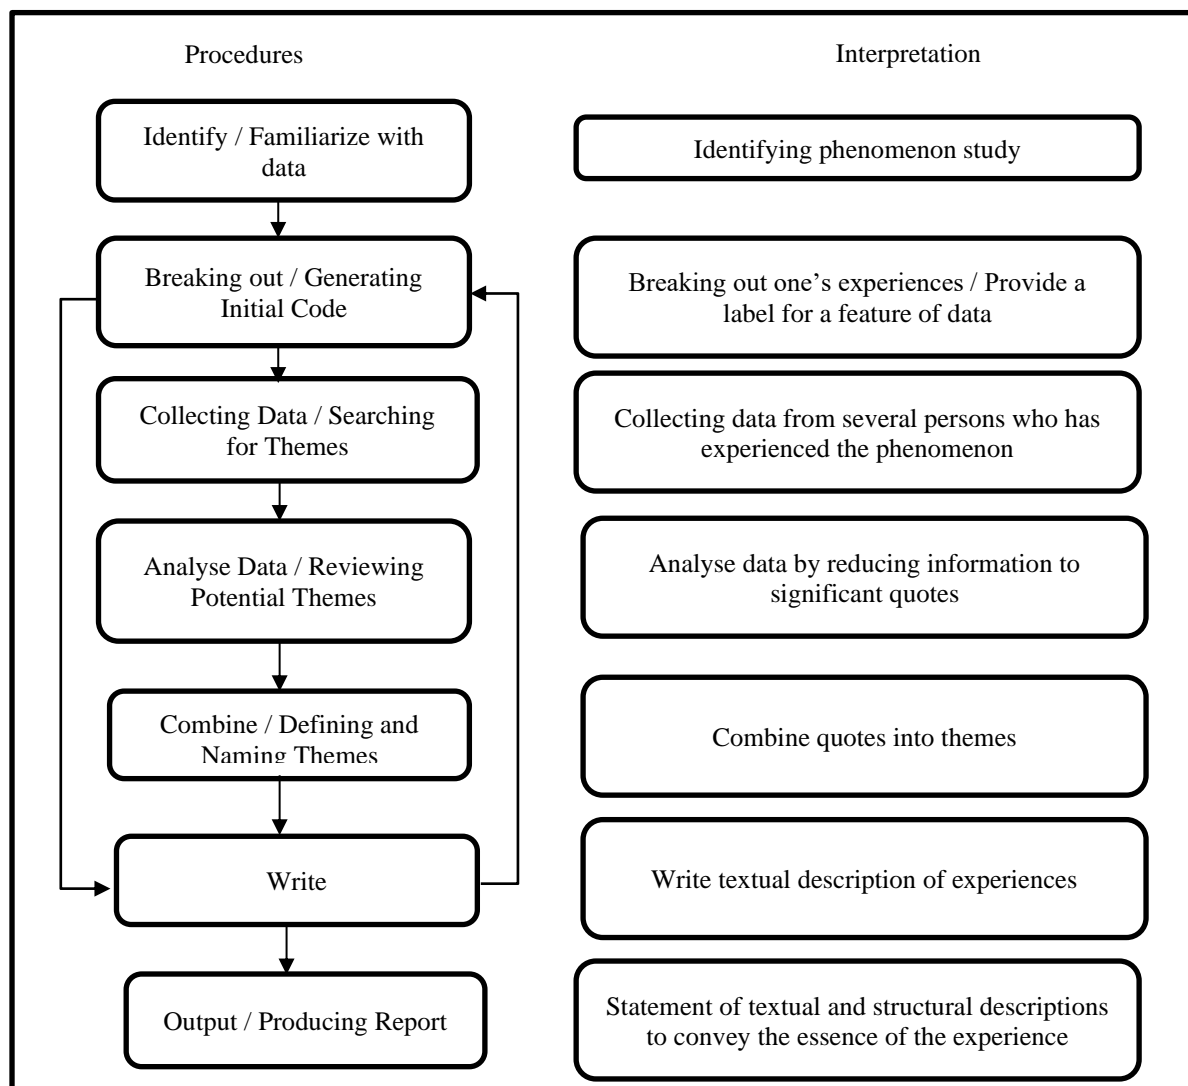 Procedures
Interpretation
Identify / Familiarize with
data
Identifying phenomenon study
Breaking out / Generating
Initial Code
Breaking out one’s experiences / Provide a
label for a feature of data
Collecting Data / Searching
for Themes
Collecting data from several persons who has
experienced the phenomenon
Analyse Data / Reviewing
Potential Themes
Analyse data by reducing information to
significant quotes
Combine / Defining and
Naming Themes
Combine quotes into themes
Write
Write textual description of experiences
Output / Producing Report
Statement of textual and structural descriptions
to convey the essence of the experience